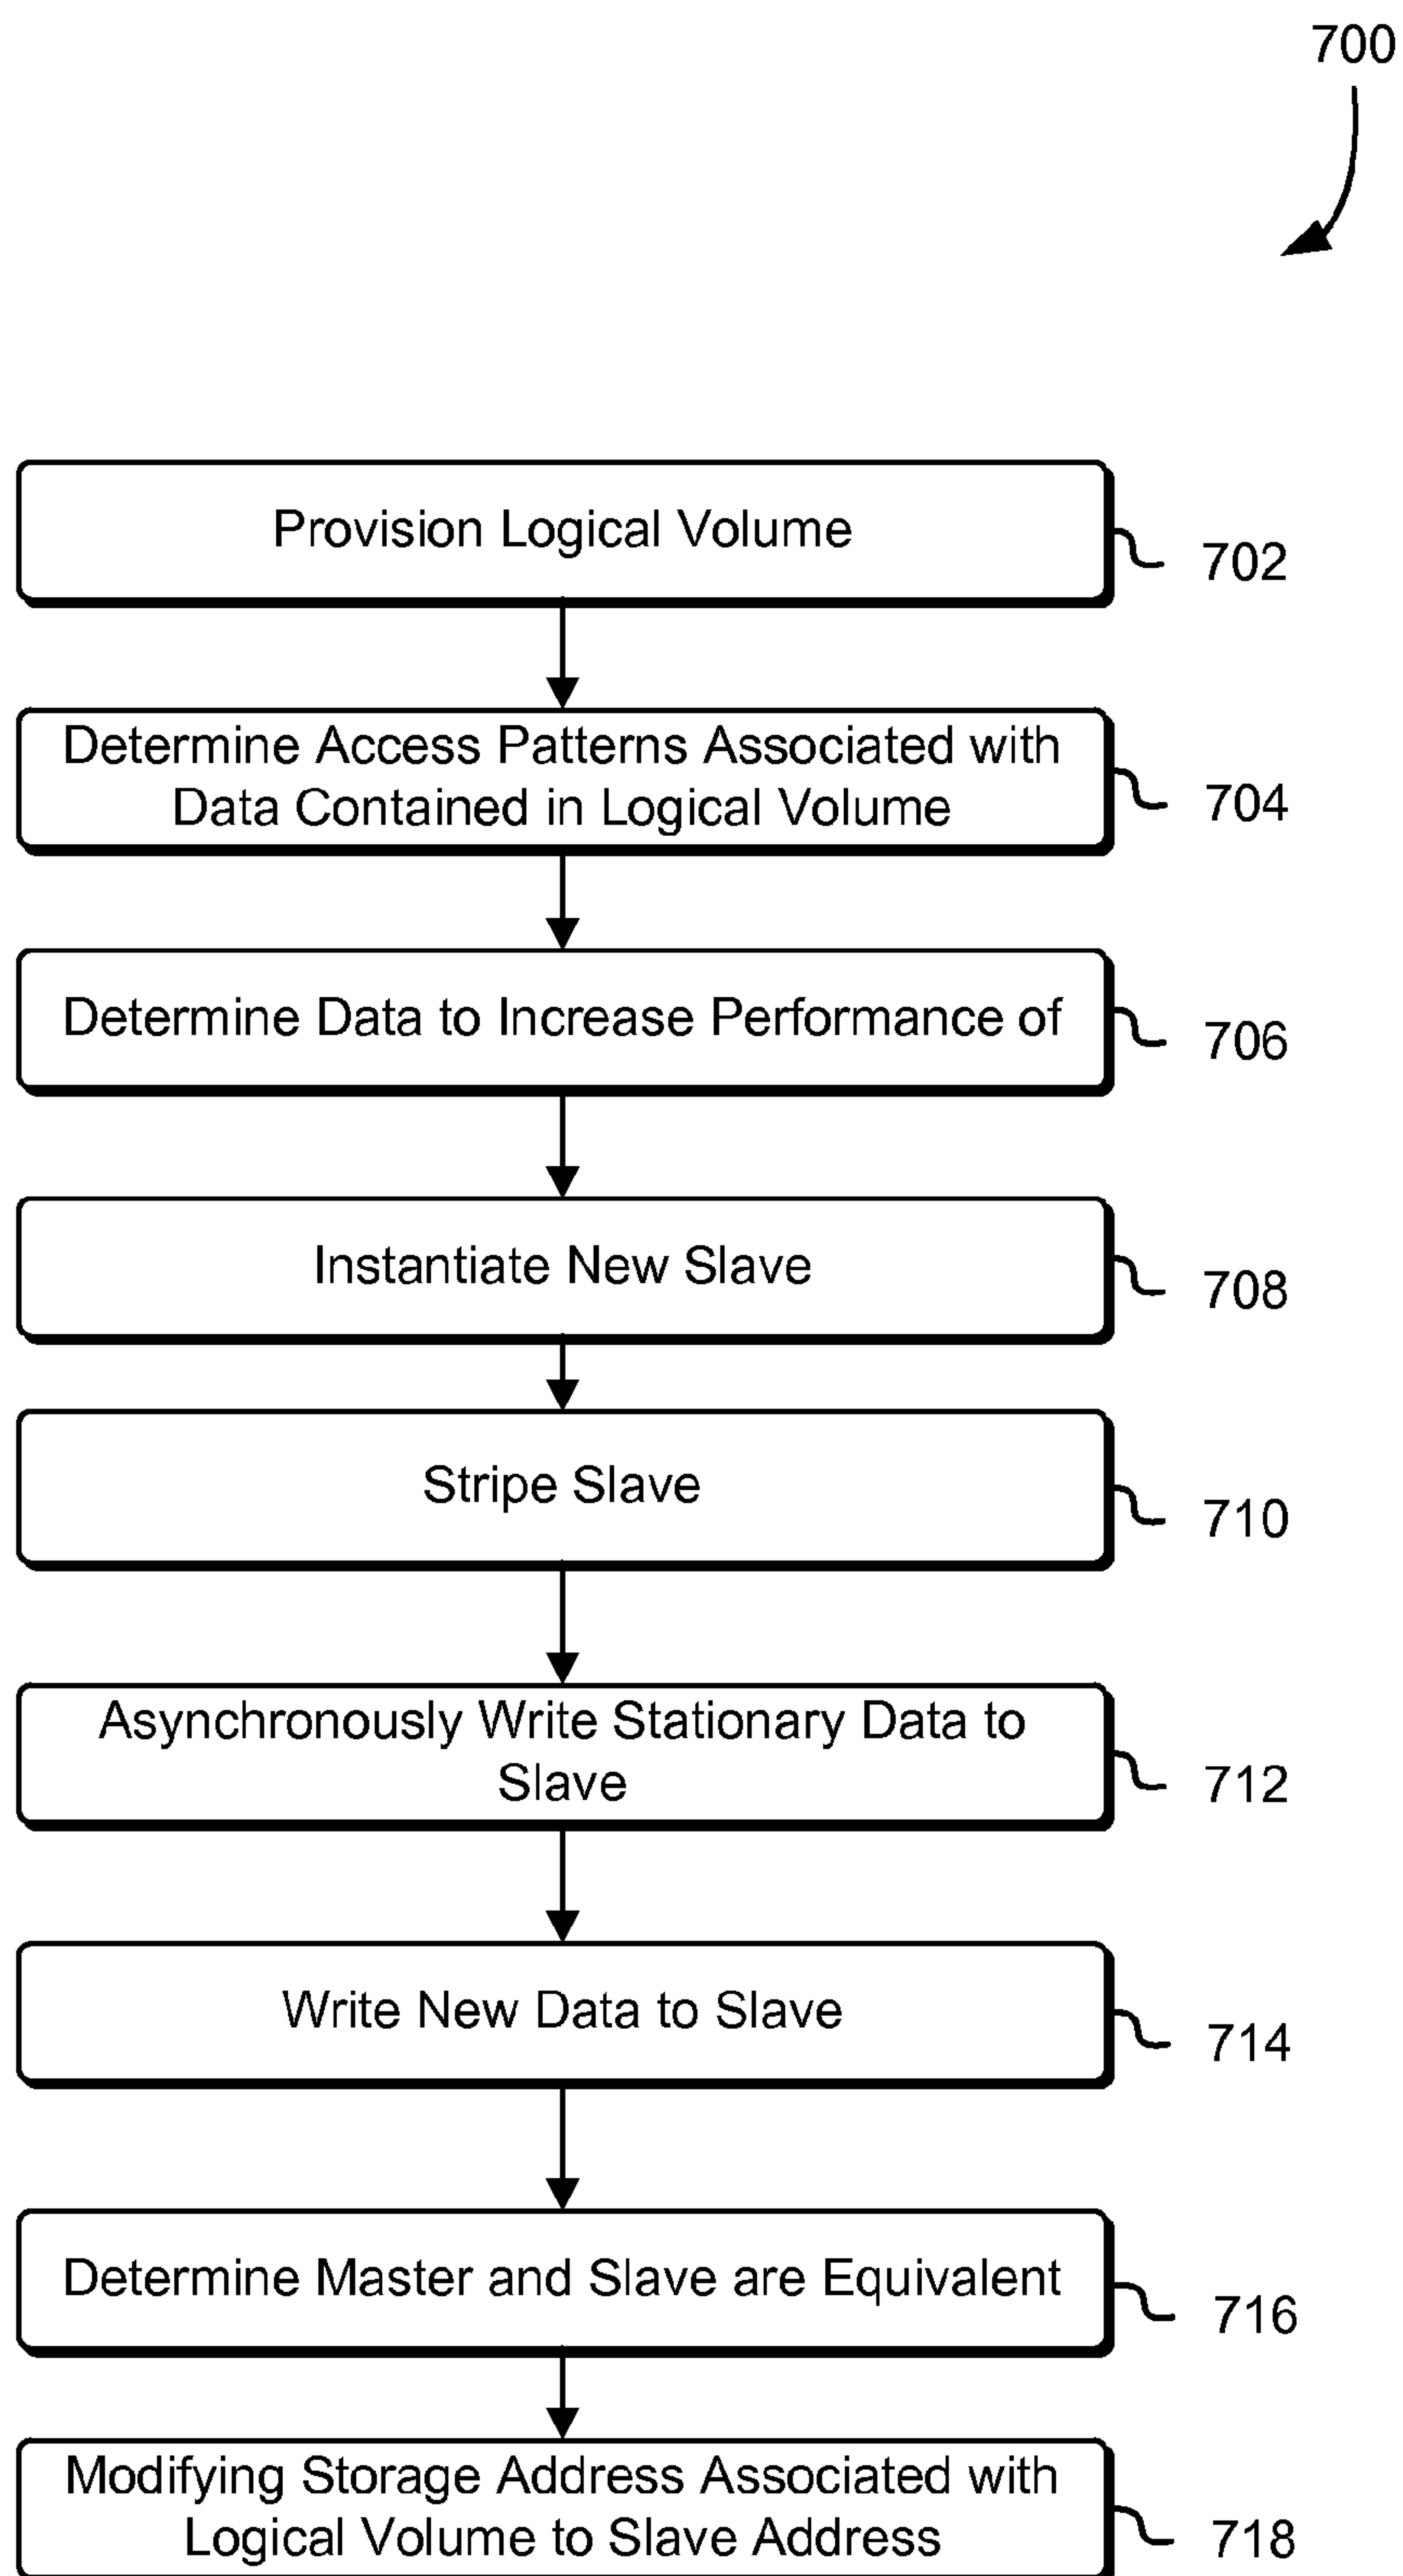 700
Provision Logical Volume
702
Determine Access Patterns Associated with
Data Contained in Logical Volume
704
Determine Data to Increase Performance of
706
Instantiate New Slave
708
Stripe Slave
710
Asynchronously Write Stationary Data to
Slave
712
Write New Data to Slave
714
Determine Master and Slave are Equivalent
716
Modifying Storage Address Associated with
Logical Volume to Slave Address
718